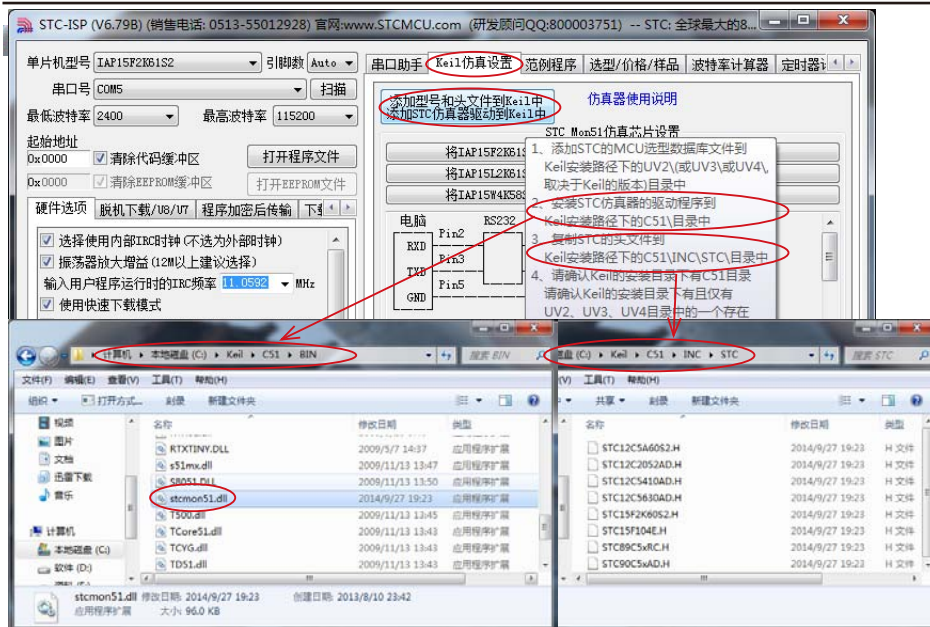 STC-ISP (V6.79B) (销售电话: 0513-55012928) 官网:www.STCMCU.com (研发顾问QQ:800003751) -- STC: 全球最大的8...
单片机型号 IAP15F2K61S2 引脚数 Auto
串口号 COM5 扫描
最低波特率 2400 最高波特率 115200
起始地址
0x0000 清除代码缓冲区 打开程序文件
0x0000 清除EEPROM缓冲区 打开EEPROM文件
硬件选项 脱机下载/U8/U7 程序加密后传输
选择使用内部IRC时钟(不选为外部时钟)
振荡器放大增益(12M以上建议选择)
输入用户程序运行时的IRC频率 11.0592 MHz
使用快速下载模式
串口助手 Keil仿真设置 范例程序 选型/价格/样品 波特率计算器 定时器
添加型号和头文件到Keil中
添加STC仿真器驱动到Keil中
仿真器使用说明
STC Mon51仿真芯片设置
将IAP15F2K61S
将IAP15L2K61S
将IAP15W4K58S
电脑 RS232
RXD Pin2
TXD Pin3
GND Pin5
1、添加STC的MCU选型数据库文件到
Keil安装路径下的UV2\(或UV3\或UV4\,
取决于Keil的版本)目录中
2、安装STC仿真器的驱动程序到
Keil安装路径下的C51\目录中
3、复制STC的头文件到
Keil安装路径下的C51\INC\STC\目录中
4、请确认Keil的安装目录下有C51目录
请确认Keil的安装目录下有且仅有
UV2、UV3、UV4目录中的一个存在
计算机 本地磁盘 (C:) Keil C51 BIN 搜索 BIN
文件(F) 编辑(E) 查看(V) 工具(T) 帮助(H)
组织 打开方式... 刻录 新建文件夹
名称 修改日期 类型
RTXTINY.DLL 2009/5/7 14:37 应用程序扩展
s51mx.dll 2009/11/13 13:47 应用程序扩展
S8051.DLL 2009/11/13 13:50 应用程序扩展
stcmon51.dll 2014/9/27 19:23 应用程序扩展
T500.dll 2009/11/13 13:45 应用程序扩展
TCore51.dll 2009/11/13 13:43 应用程序扩展
TCYG.dll 2009/11/13 13:43 应用程序扩展
TD51.dll 2009/11/13 13:43 应用程序扩展
视频
图片
文档
迅雷下载
音乐
计算机
本地磁盘 (C:)
软件 (D:)
stcmon51.dll 修改日期: 2014/9/27 19:23 创建日期: 2013/8/10 23:42
应用程序扩展 大小: 96.0 KB
磁盘 (C:) Keil C51 INC STC 搜索 STC
(V) 工具(T) 帮助(H)
共享 刻录 新建文件夹
名称 修改日期 类型
STC12C5A60S2.H 2014/9/27 19:23 H 文件
STC12C2052AD.H 2014/9/27 19:23 H 文件
STC12C5410AD.H 2014/9/27 19:23 H 文件
STC12C5630AD.H 2014/9/27 19:23 H 文件
STC15F2K60S2.H 2014/9/27 19:23 H 文件
STC15F104E.H 2014/9/27 19:23 H 文件
STC89C5xRC.H 2014/9/27 19:23 H 文件
STC90C5xAD.H 2014/9/27 19:23 H 文件